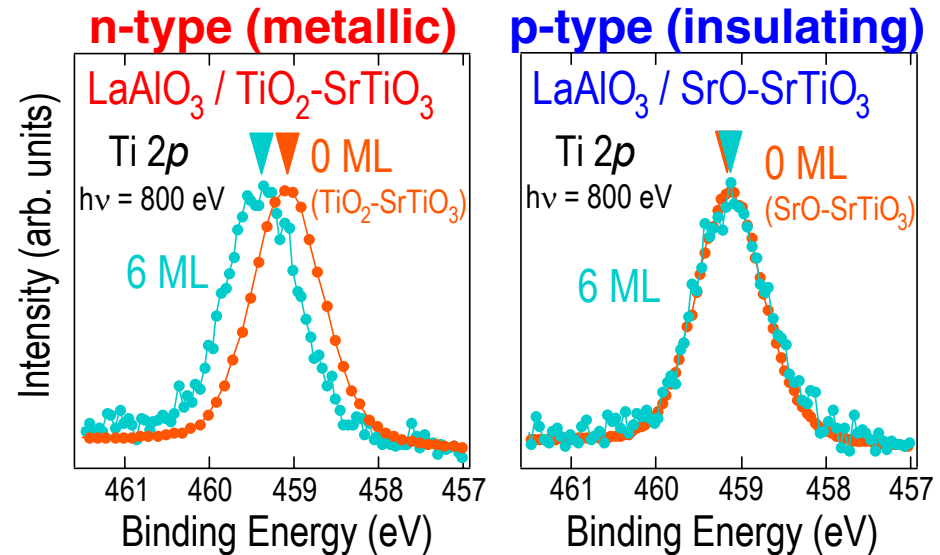 n-type (metallic)
LaAlO₃ / TiO₂-SrTiO₃
Ti 2p
hν = 800 eV
0 ML
(TiO₂-SrTiO₃)
6 ML
Intensity (arb. units)
461 460 459 458 457
Binding Energy (eV)
p-type (insulating)
LaAlO₃ / SrO-SrTiO₃
Ti 2p
hν = 800 eV
0 ML
(SrO-SrTiO₃)
6 ML
461 460 459 458 457
Binding Energy (eV)